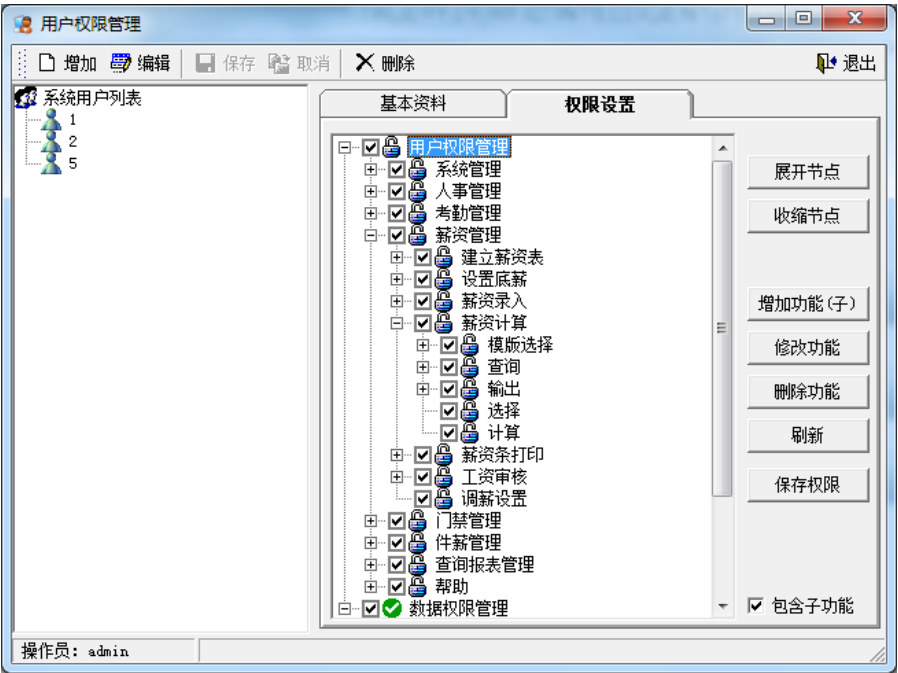 用户权限管理
增加 编辑 保存 取消 删除 退出
系统用户列表
1
2
5
基本资料 权限设置
用户权限管理
系统管理
人事管理
考勤管理
薪资管理
建立薪资表
设置底薪
薪资录入
薪资计算
模版选择
查询
输出
选择
计算
薪资条打印
工资审核
调薪设置
门禁管理
件薪管理
查询报表管理
帮助
数据权限管理
展开节点
收缩节点
增加功能(子)
修改功能
删除功能
刷新
保存权限
包含子功能
操作员: admin